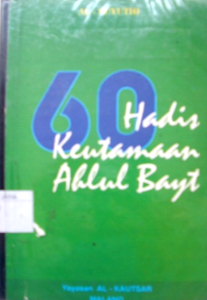 60 Hadis
Keutamaan
Ahlul Bayt
Yayasan AL - KAUTSAR